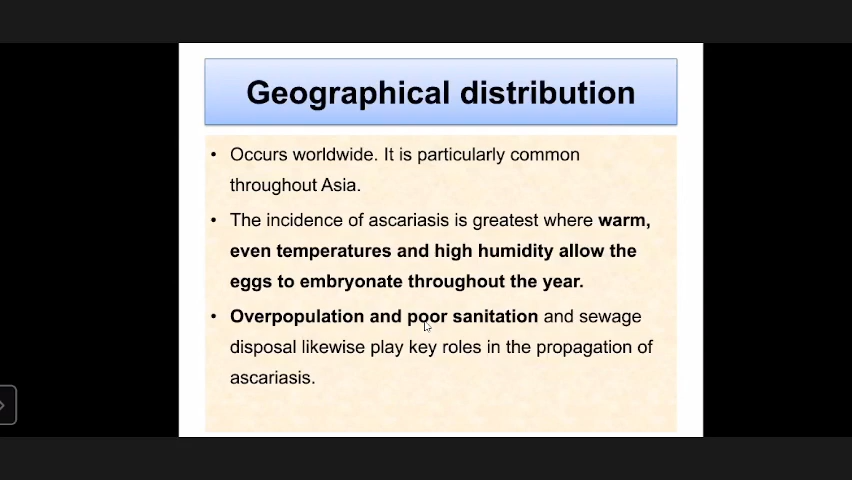 Geographical distribution
• Occurs worldwide. It is particularly common
throughout Asia.
• The incidence of ascariasis is greatest where warm,
even temperatures and high humidity allow the
eggs to embryonate throughout the year.
• Overpopulation and poor sanitation and sewage
disposal likewise play key roles in the propagation of
ascariasis.